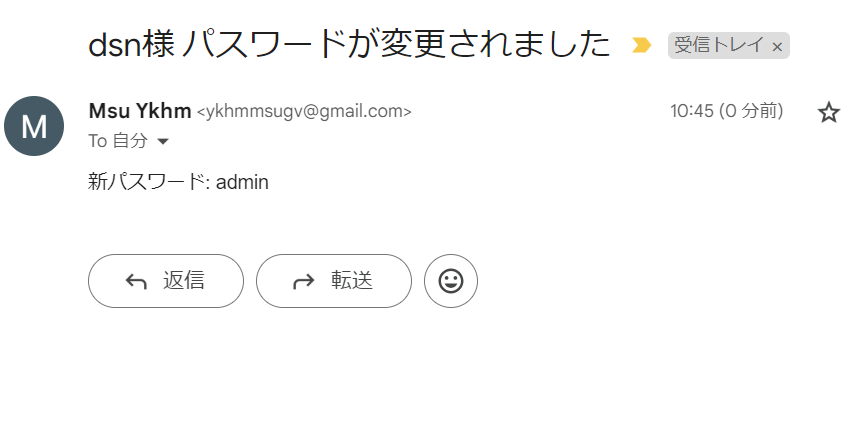 dsn様 パスワードが変更されました 受信トレイ ×
M
Msu Ykhm <ykhmmsugv@gmail.com> 10:45 (0 分前)
To 自分
新パスワード: admin
返信 転送